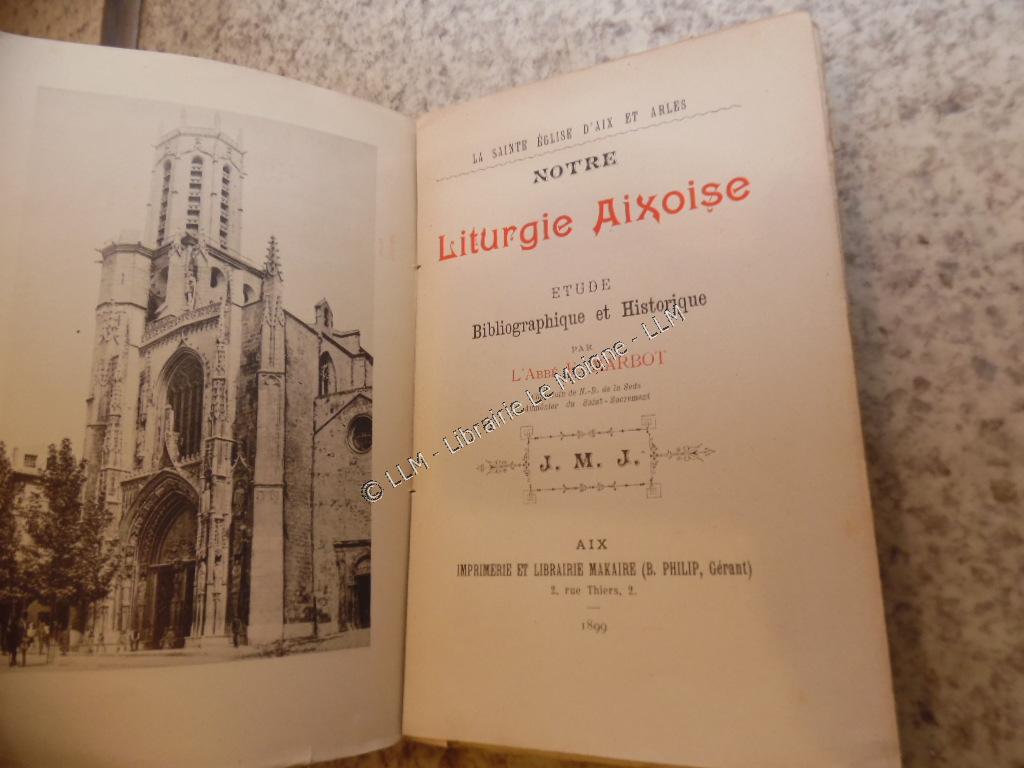 LA SAINTE ÉGLISE D'AIX ET ARLES
NOTRE
Liturgie Aixoise
ETUDE
Bibliographique et Historique
PAR
L'ABBÉ MARBOT
de N.-D. de la Seds
du Saint-Sacrement
J. M. J.
AIX
IMPRIMERIE ET LIBRAIRIE MAKAIRE (B. PHILIP, Gérant)
2, rue Thiers, 2.
1899
© LLM - Librairie Le Moigne - LLM